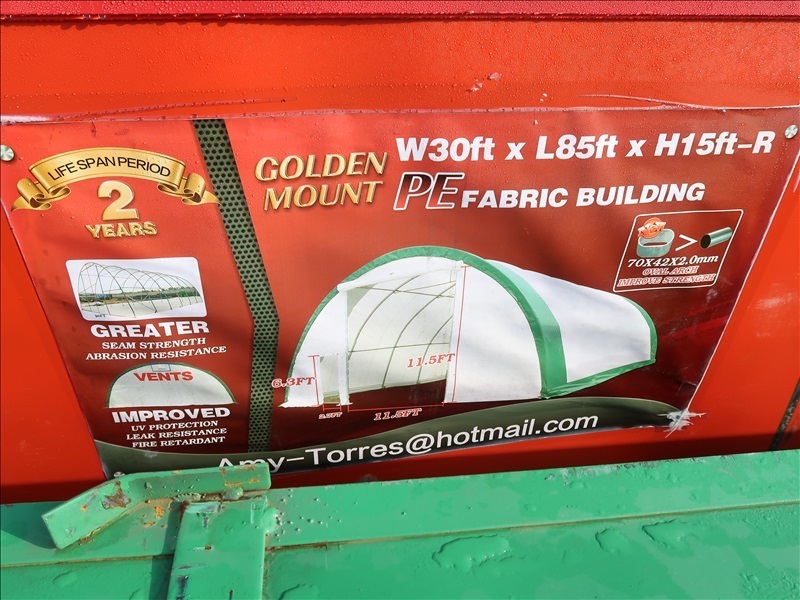 LIFE SPAN PERIOD
2
YEARS
GOLDEN
MOUNT
W30ft x L85ft x H15ft-R
PE FABRIC BUILDING
70X42X2.0mm
OVAL ARCH
IMPROVE STRENGTH
GREATER
SEAM STRENGTH
ABRASION RESISTANCE
VENTS
IMPROVED
UV PROTECTION
LEAK RESISTANCE
FIRE RETARDANT
6.3FT
11.5FT
11.5FT
Amy-Torres@hotmail.com